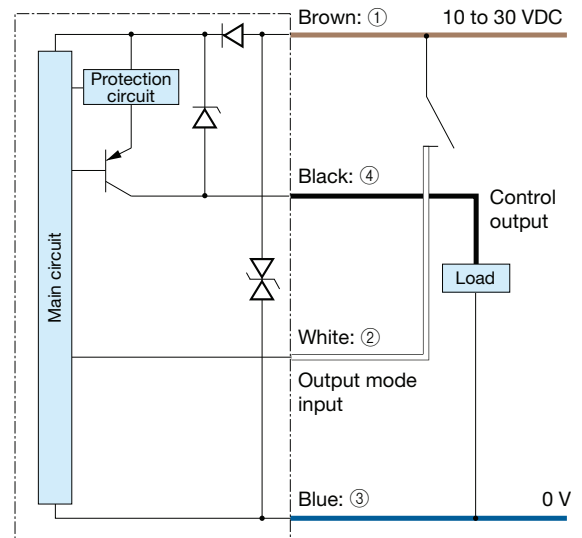 Brown: ① 10 to 30 VDC
Protection
circuit
Black: ④
Control
output
Main circuit
Load
White: ②
Output mode
input
Blue: ③ 0 V